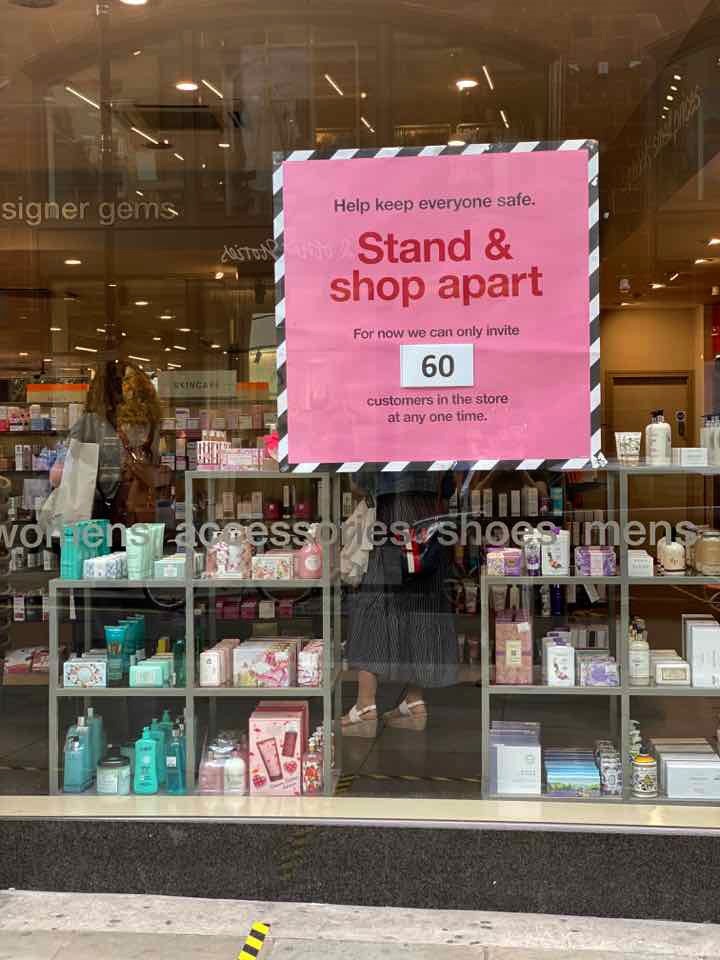 signer gems
Help keep everyone safe.
Stand &
shop apart
For now we can only invite
60
customers in the store
at any one time.
SKINCARE
womens accessories shoes mens